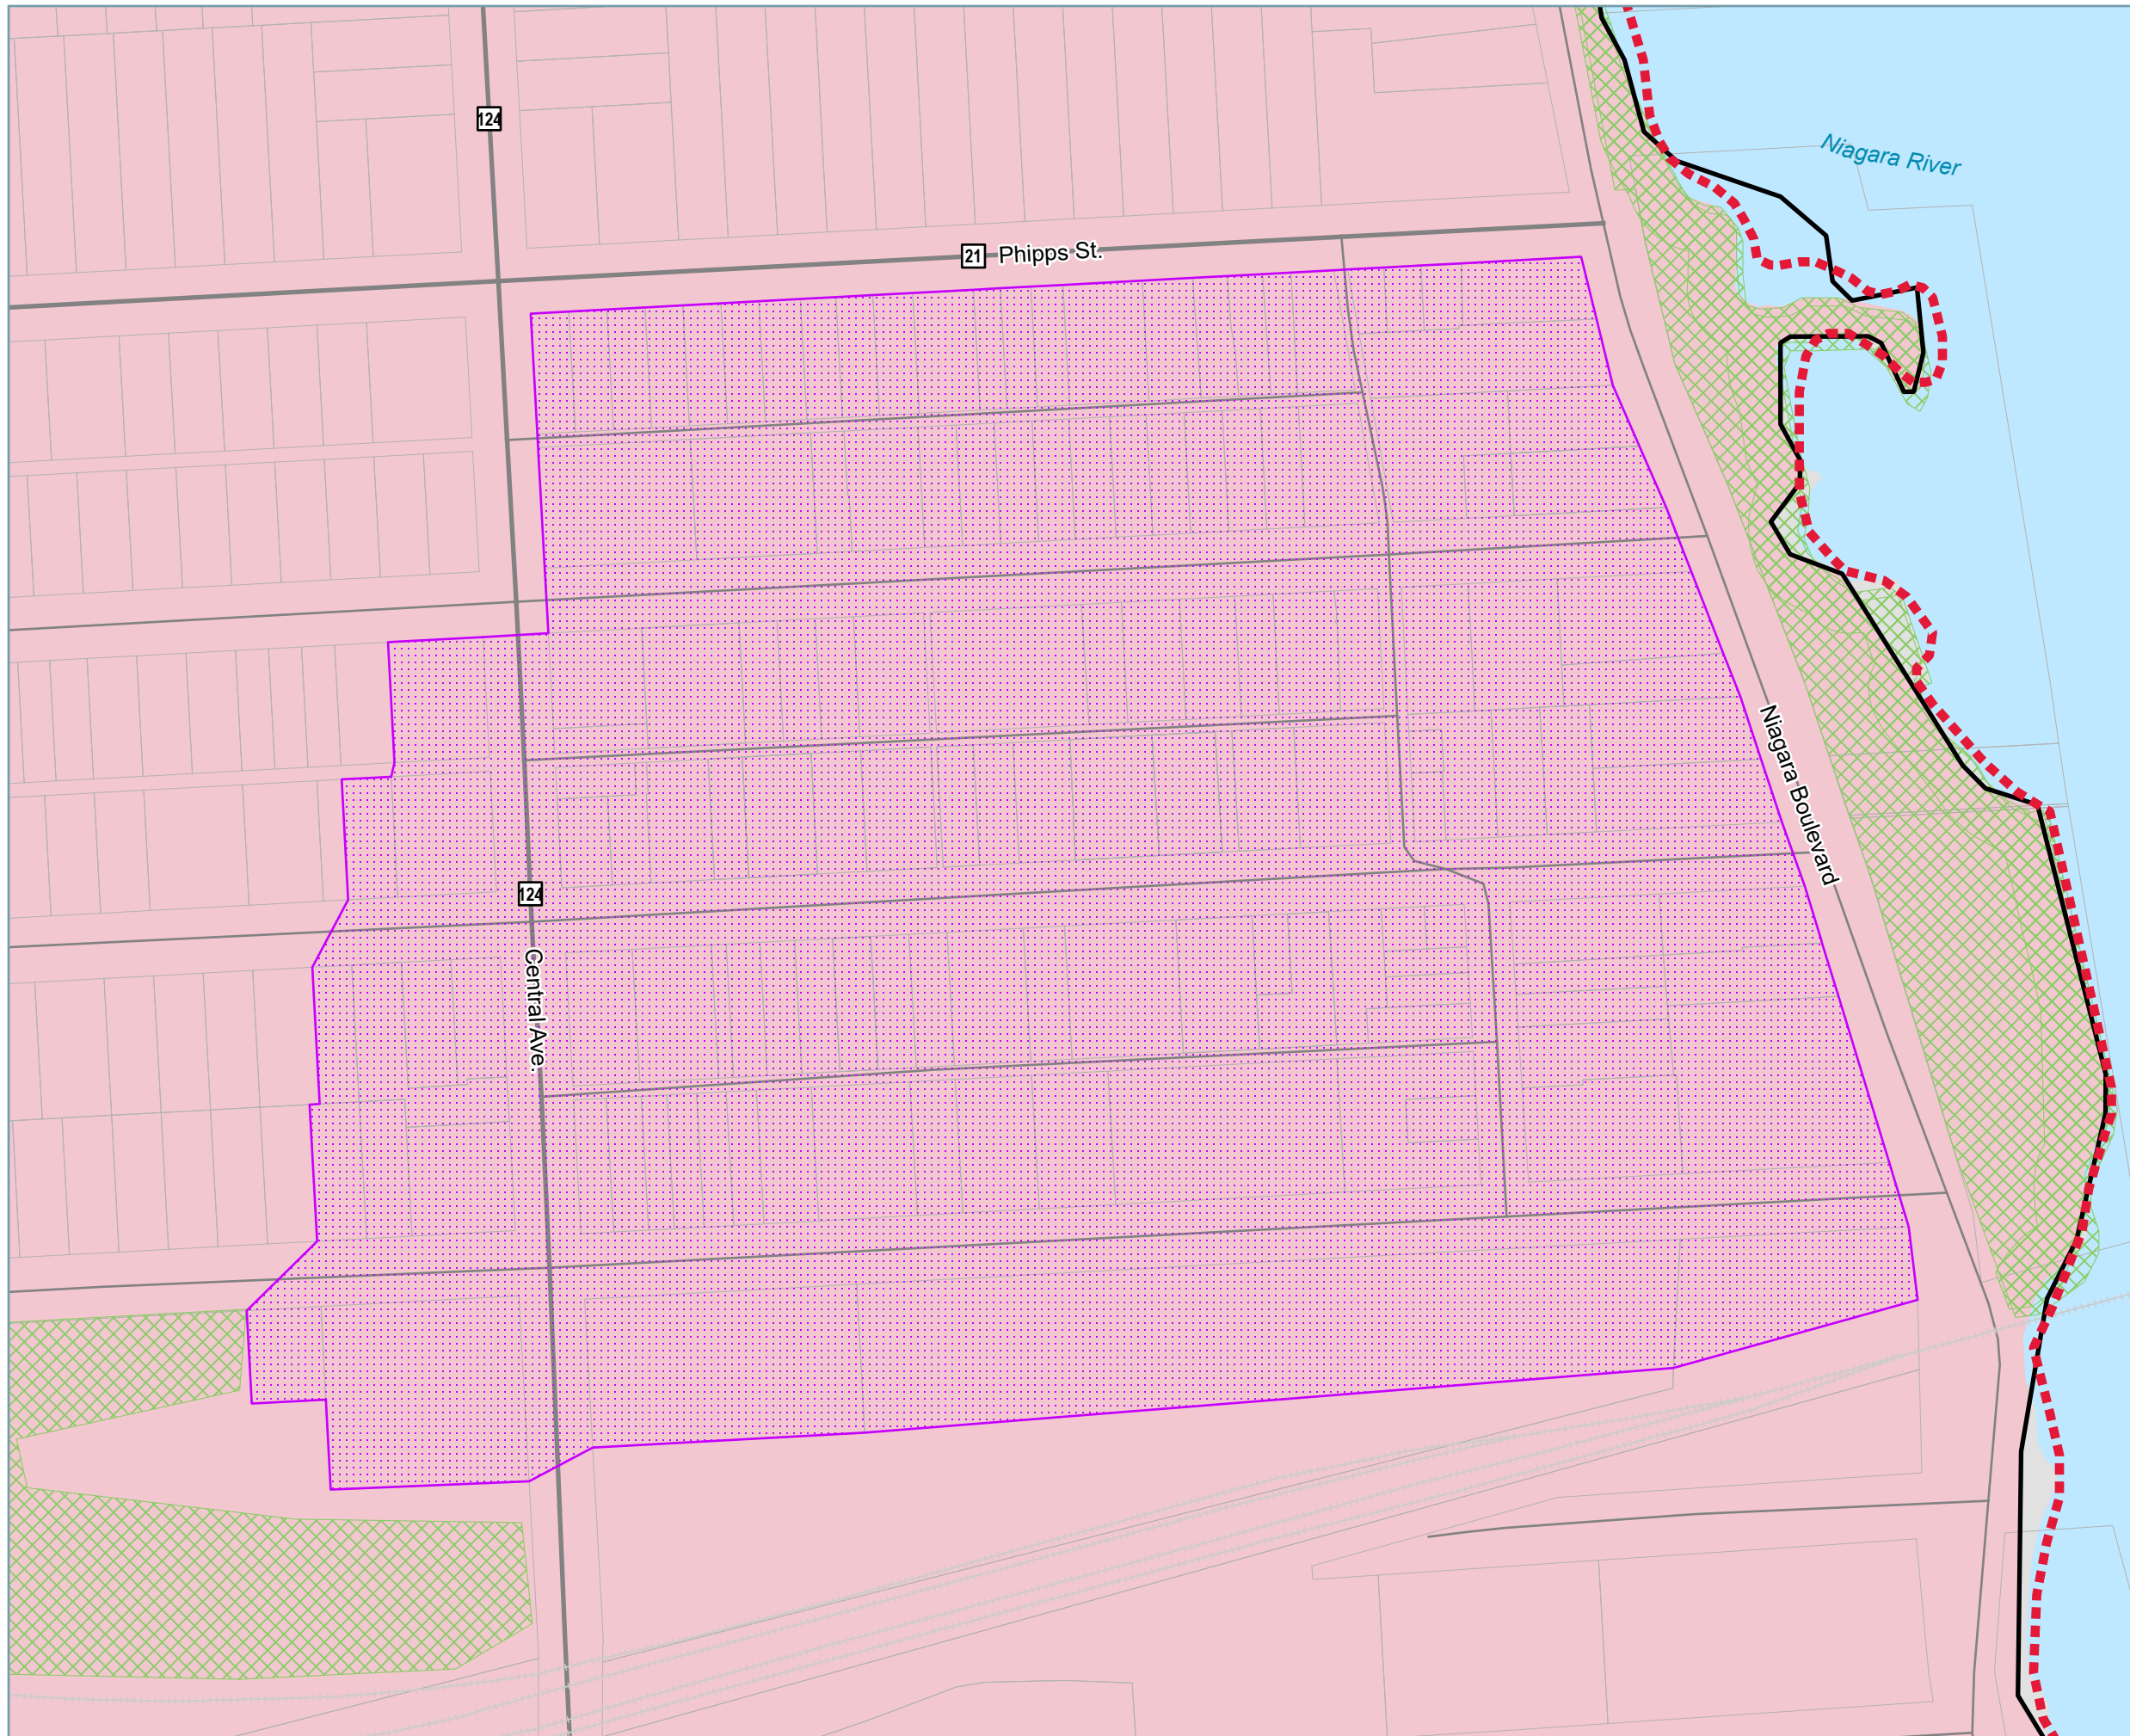 124
Niagara River
21 Phipps St.
Niagara Boulevard
124
Central Ave.